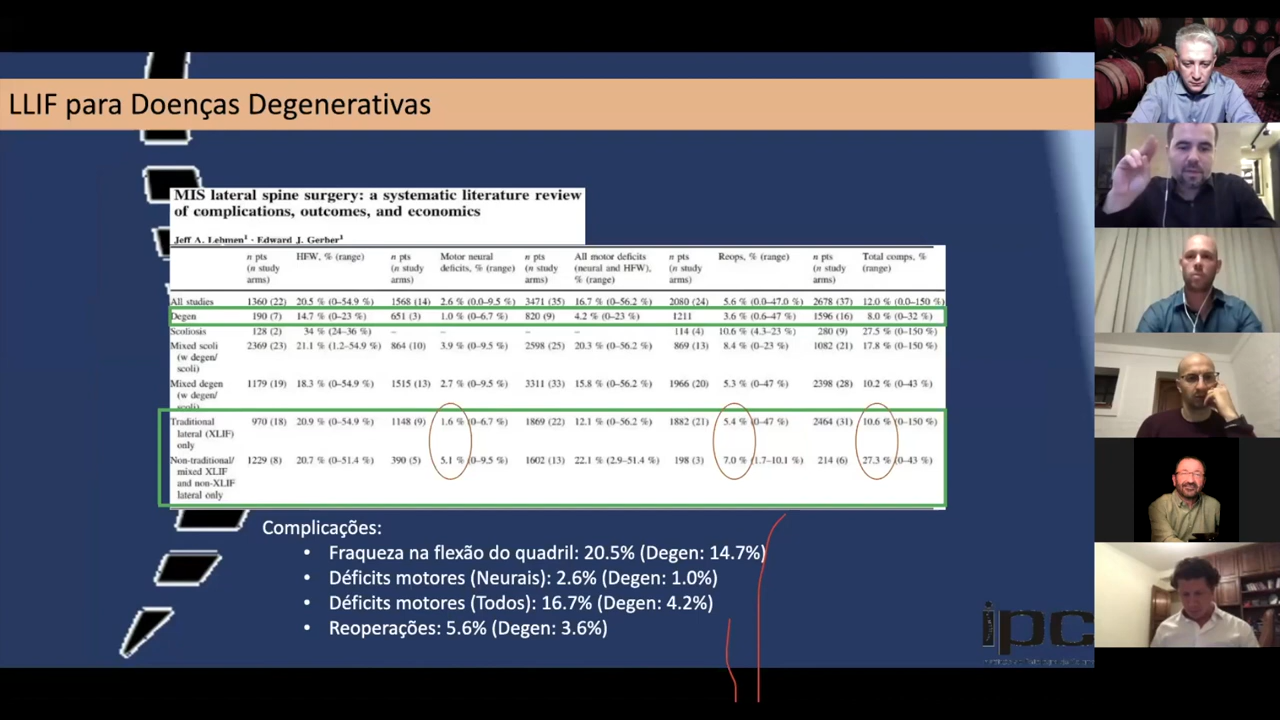 LLIF para Doenças Degenerativas
MIS lateral spine surgery: a systematic literature review
of complications, outcomes, and economics
Jeff A. Lehmen¹ · Edward J. Gerber¹
n pts (n study arms) HFW, % (range) n pts (n study arms) Motor neural deficits, % (range) n pts (n study arms) All motor deficits (neural and HFW), % (range) n pts (n study arms) Reops, % (range) n pts (n study arms) Total comps, % (range)
All studies 1360 (22) 20.5 % (0–54.9 %) 1568 (14) 2.6 % (0.0–9.5 %) 3471 (35) 16.7 % (0–56.2 %) 2080 (24) 5.6 % (0.0–47.0 %) 2678 (37) 12.0 % (0.0–150 %)
Degen 190 (7) 14.7 % (0–23 %) 651 (3) 1.0 % (0–6.7 %) 820 (9) 4.2 % (0–23 %) 1211 3.6 % (0.6–47 %) 1596 (16) 8.0 % (0–32 %)
Scoliosis 128 (2) 34 % (24–36 %) – – – – 114 (4) 10.6 % (4.3–23 %) 280 (9) 27.5 % (0–150 %)
Mixed scoli (w degen/ scoli) 2369 (23) 21.1 % (1.2–54.9 %) 864 (10) 3.9 % (0–9.5 %) 2598 (25) 20.3 % (0–56.2 %) 869 (13) 8.4 % (0–23 %) 1082 (21) 17.8 % (0–150 %)
Mixed degen (w degen/ scoli) 1179 (19) 18.3 % (0–54.9 %) 1515 (13) 2.7 % (0–9.5 %) 3311 (33) 15.8 % (0–56.2 %) 1966 (20) 5.3 % (0–47 %) 2398 (28) 10.2 % (0–43 %)
Traditional lateral (XLIF) only 970 (18) 20.9 % (0–54.9 %) 1148 (9) 1.6 % (0–6.7 %) 1869 (22) 12.1 % (0–56.2 %) 1882 (21) 5.4 % (0–47 %) 2464 (31) 10.6 % (0–150 %)
Non-traditional/ mixed XLIF and non-XLIF lateral only 1229 (8) 20.7 % (0–51.4 %) 390 (5) 5.1 % (0–9.5 %) 1602 (13) 22.1 % (2.9–51.4 %) 198 (3) 7.0 % (1.7–10.1 %) 214 (6) 27.3 % (0–43 %)
Complicações:
• Fraqueza na flexão do quadril: 20.5% (Degen: 14.7%)
• Déficits motores (Neurais): 2.6% (Degen: 1.0%)
• Déficits motores (Todos): 16.7% (Degen: 4.2%)
• Reoperações: 5.6% (Degen: 3.6%)
ipc